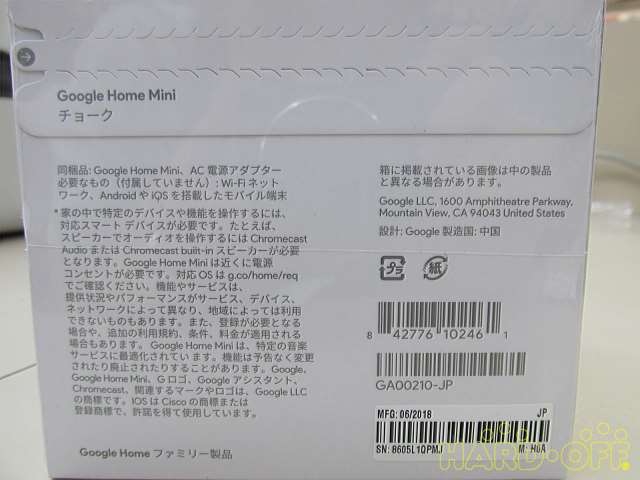 Google Home Mini
チョーク
同梱品: Google Home Mini、AC 電源アダプター
必要なもの（付属していません）: Wi-Fi ネット
ワーク、Android や iOS を搭載したモバイル端末
* 家の中で特定のデバイスや機能を操作するには、
対応スマート デバイスが必要です。たとえば、
スピーカーでオーディオを操作するには Chromecast
Audio または Chromecast built-in スピーカーが必要
となります。Google Home Mini は近くに電源
コンセントが必要です。対応 OS は g.co/home/req
でご確認ください。機能やサービスは、
提供状況やパフォーマンスがサービス、デバイス、
ネットワークによって異なり、地域によっては利用
できないものもあります。また、登録が必要となる
場合や、追加の利用規約、条件、料金が適用される
場合もあります。Google Home Mini は、特定の音楽
サービスに最適化されています。機能は予告なく変更
されたり廃止されたりすることがあります。Google、
Google Home Mini、G ロゴ、Google アシスタント、
Chromecast、関連するマークやロゴは、Google LLC
の商標です。IOS は Cisco の商標または
登録商標で、許諾を得て使用しています。
Google Home ファミリー製品
箱に掲載されている画像は中の製品
と異なる場合があります。
Google LLC, 1600 Amphitheatre Parkway,
Mountain View, CA 94043 United States
設計: Google 製造国: 中国
プラ
紙
8 42776 10246 1
GA00210-JP
MFG: 06/2018 JP
SN: 8605L1QPMJ M: H0A
HARD-OFF